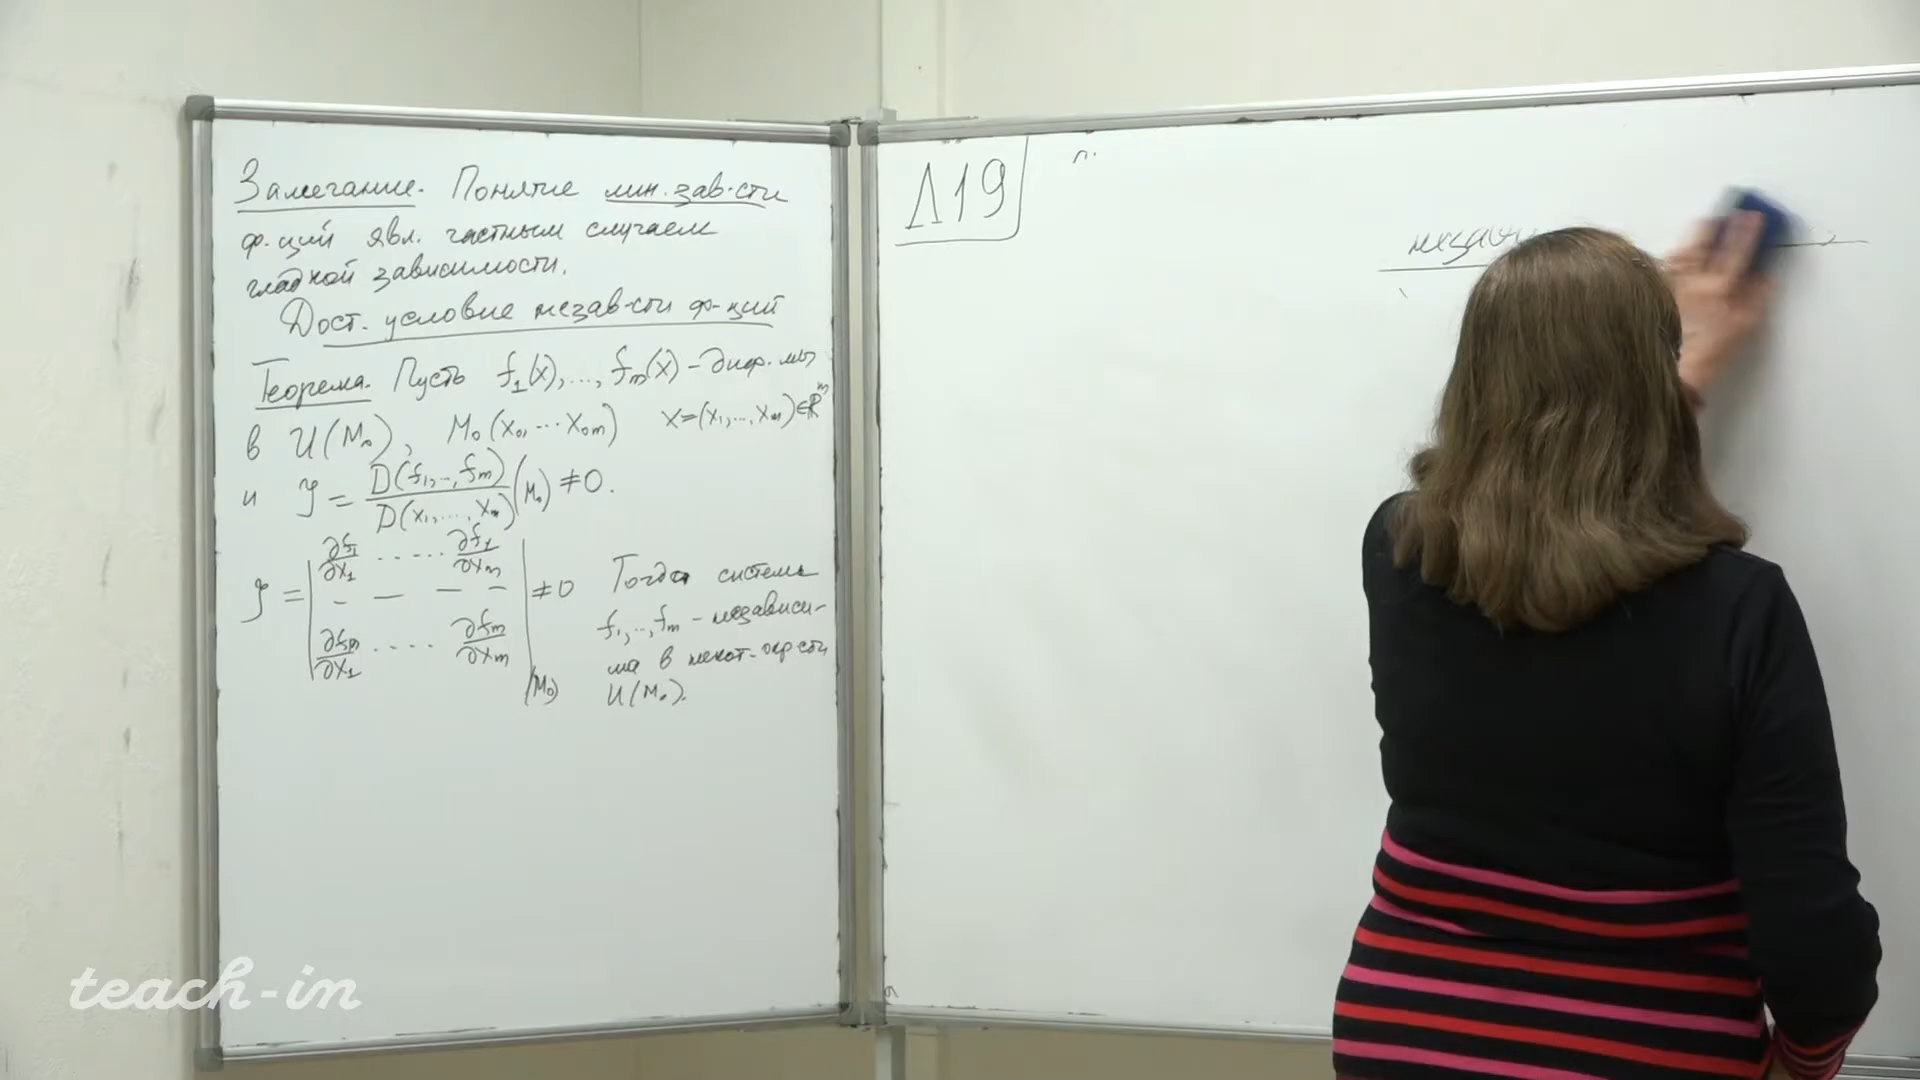 Замечание. Понятие лин. зав-сти
ф-ций явл. частным случаем
гладкой зависимости.
Дост. условие незав-сти ф-ций
Теорема. Пусть f₁(x),..., fₘ(x) – диф-мы
в U(M₀), M₀(x₀₁ ... x₀ₘ) x=(x₁,..., xₘ)∈ℝᵐ
и J = D(f₁,..., fₘ)/D(x₁,..., xₘ) (M₀) ≠ 0.
J = | ∂f₁/∂x₁ ..... ∂f₁/∂xₘ |
– — — – ≠ 0 Тогда система
f₁,.., fₘ – независи-
∂fₘ/∂x₁ .... ∂fₘ/∂xₘ | (M₀)
ма в некот. окр-сти
U(M₀).
Л19
п.
teach-in